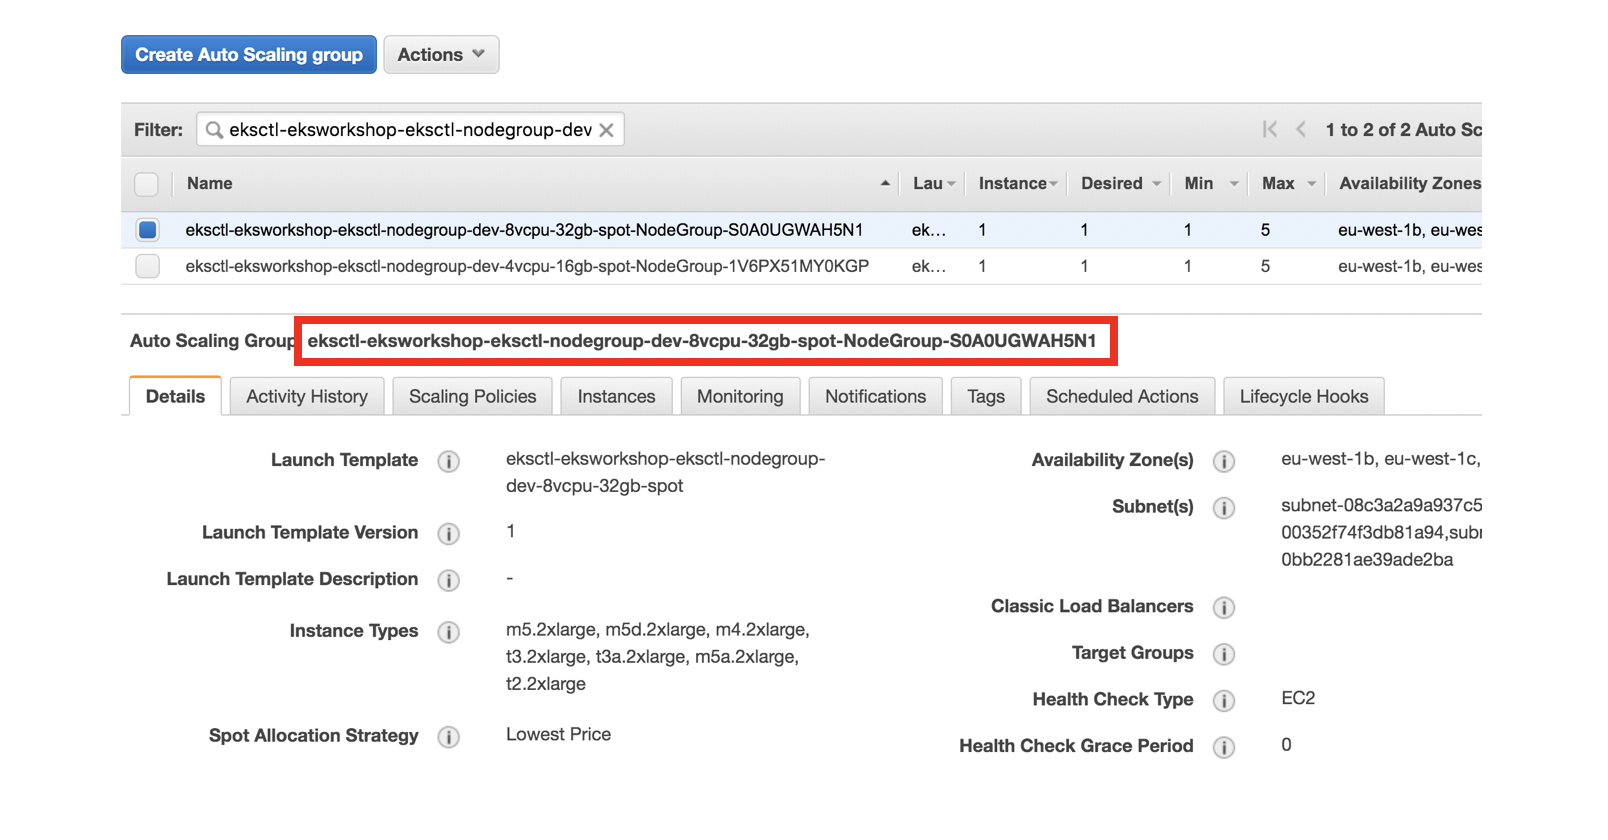 Create Auto Scaling group Actions
Filter: eksctl-eksworkshop-eksctl-nodegroup-dev 1 to 2 of 2 Auto Sc
Name Lau Instance Desired Min Max Availability Zones
eksctl-eksworkshop-eksctl-nodegroup-dev-8vcpu-32gb-spot-NodeGroup-S0A0UGWAH5N1 ek... 1 1 1 5 eu-west-1b, eu-wes
eksctl-eksworkshop-eksctl-nodegroup-dev-4vcpu-16gb-spot-NodeGroup-1V6PX51MY0KGP ek... 1 1 1 5 eu-west-1b, eu-wes
Auto Scaling Group eksctl-eksworkshop-eksctl-nodegroup-dev-8vcpu-32gb-spot-NodeGroup-S0A0UGWAH5N1
Details Activity History Scaling Policies Instances Monitoring Notifications Tags Scheduled Actions Lifecycle Hooks
Launch Template eksctl-eksworkshop-eksctl-nodegroup-
dev-8vcpu-32gb-spot
Launch Template Version 1
Launch Template Description -
Instance Types m5.2xlarge, m5d.2xlarge, m4.2xlarge,
t3.2xlarge, t3a.2xlarge, m5a.2xlarge,
t2.2xlarge
Spot Allocation Strategy Lowest Price
Availability Zone(s) eu-west-1b, eu-west-1c,
Subnet(s) subnet-08c3a2a9a937c5
00352f74f3db81a94,subn
0bb2281ae39ade2ba
Classic Load Balancers
Target Groups
Health Check Type EC2
Health Check Grace Period 0